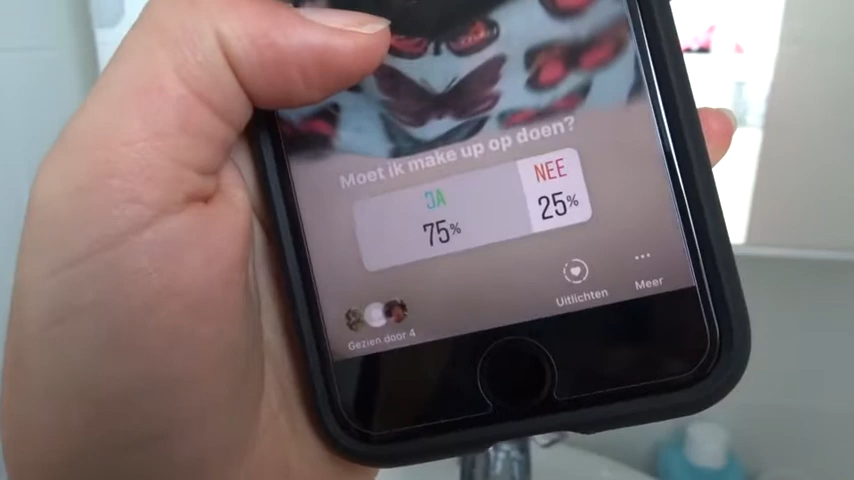 Moet ik make up op doen?
JA
NEE
75%
25%
Uitlichten
Meer
Gezien door 4